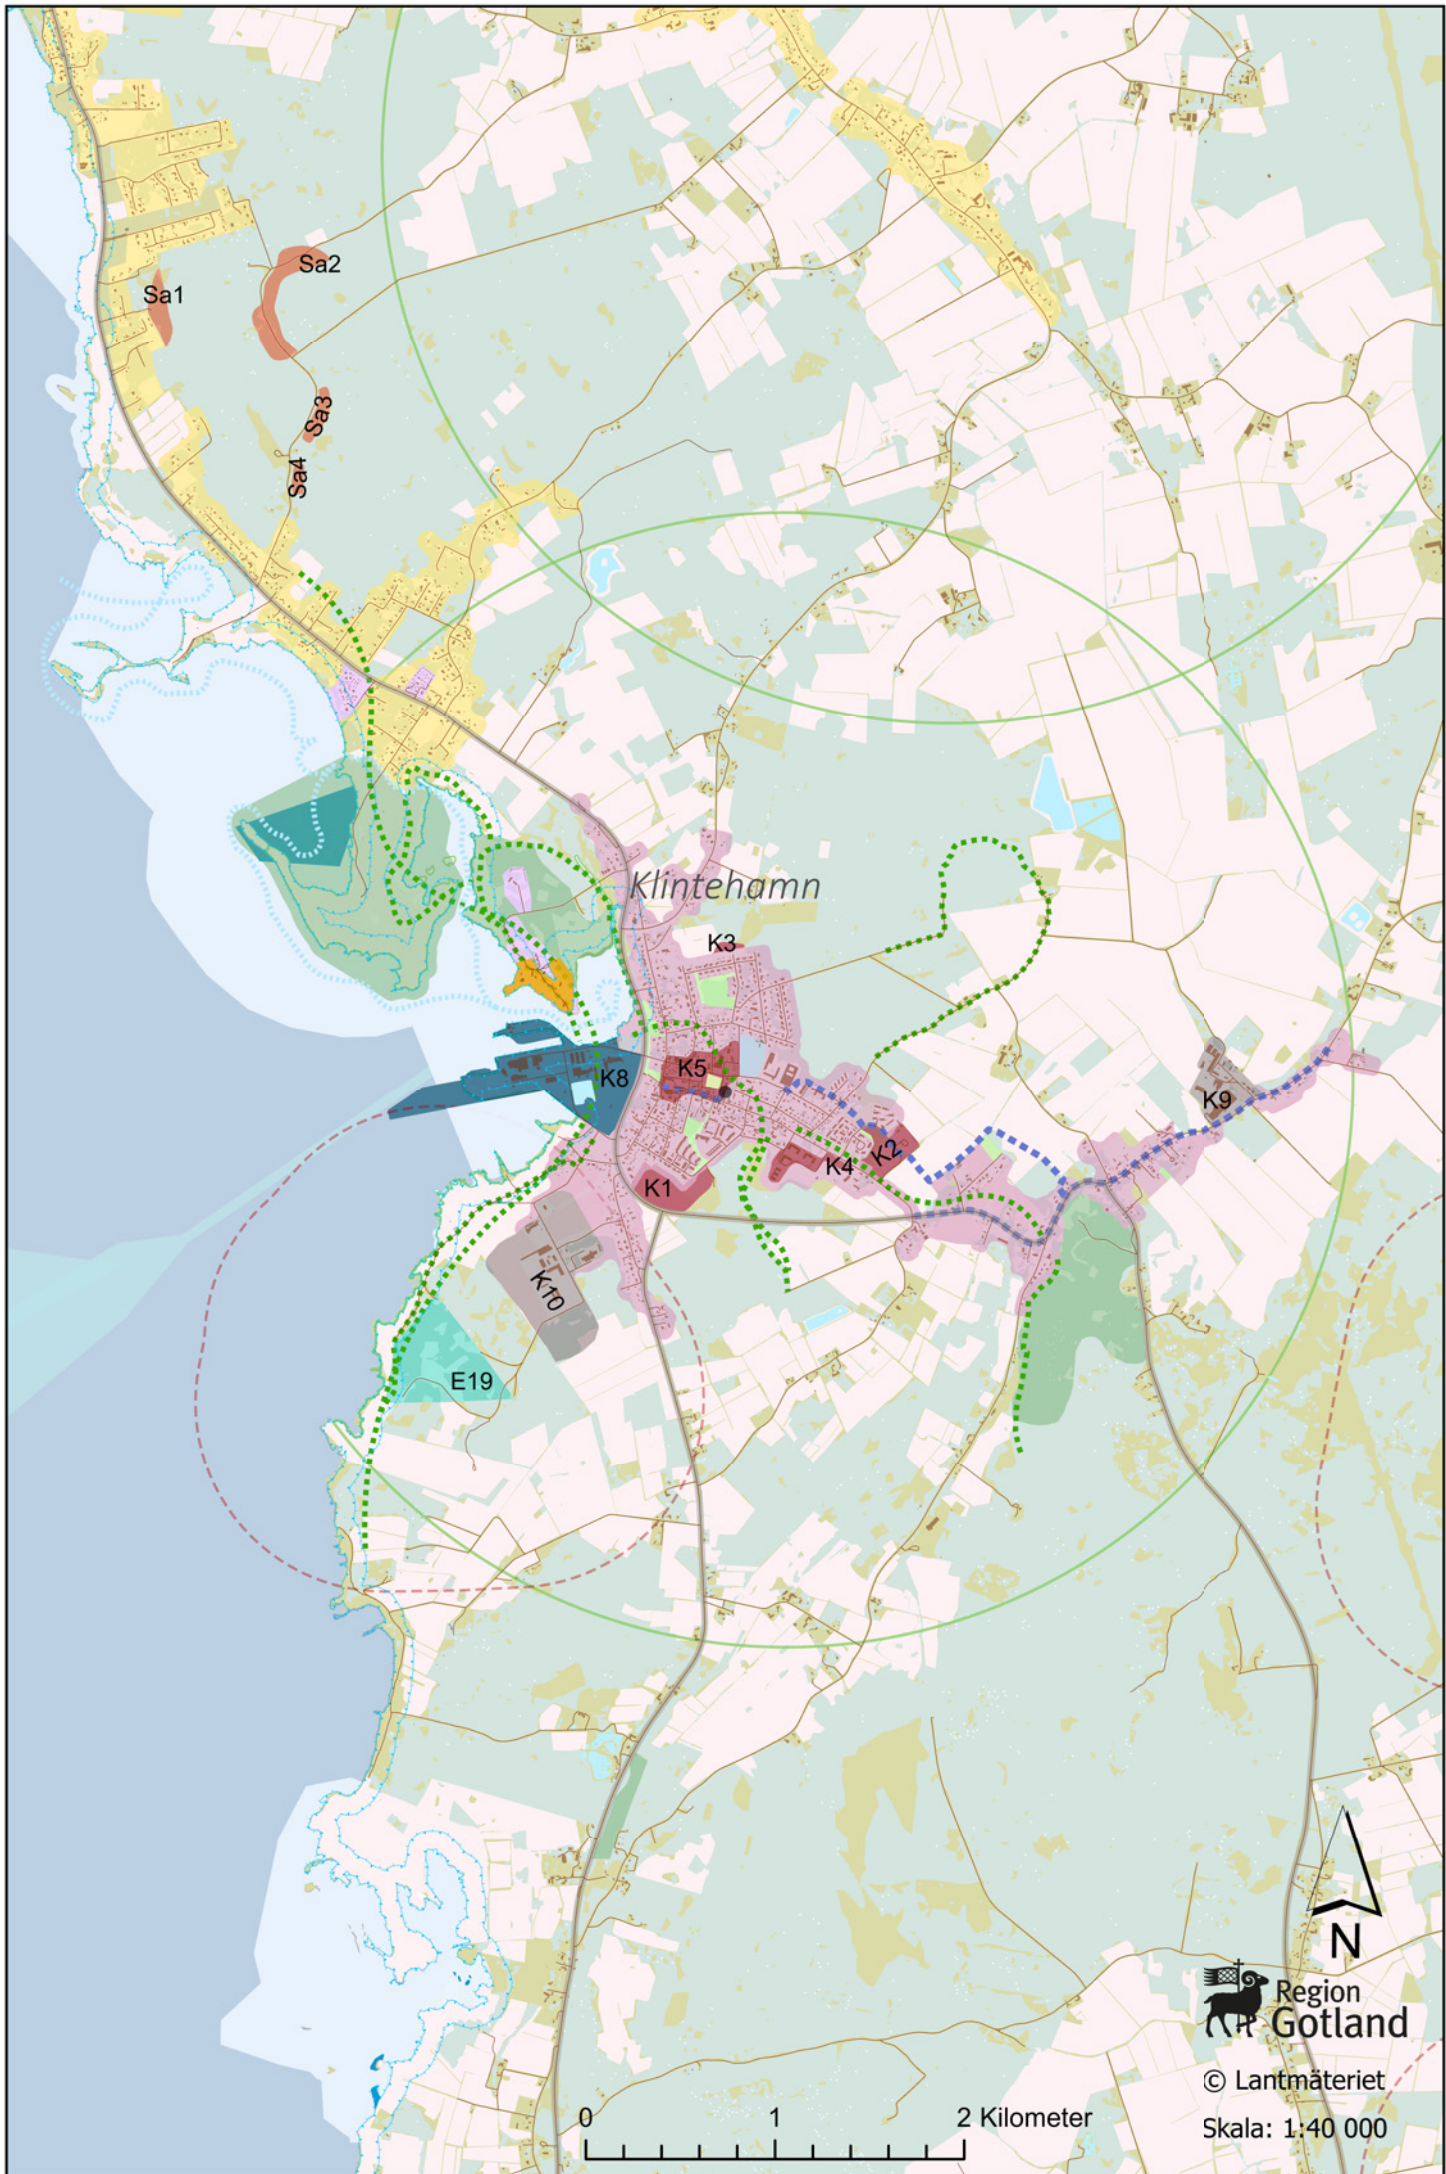 Sa2
Sa1
Sa3
Sa4
Klintehamn
K3
K5
K8
K9
K2
K4
K1
K10
E19
N
Region
Gotland
© Lantmäteriet
0 1 2 Kilometer
Skala: 1:40 000